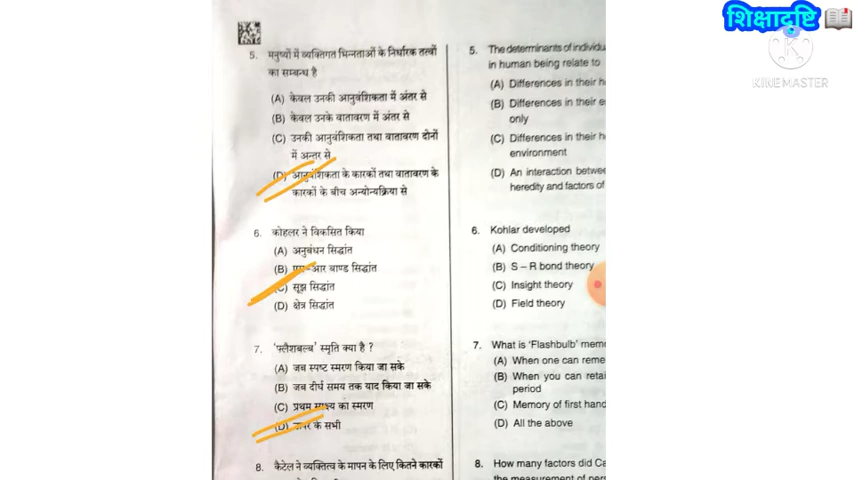 शिक्षादृष्टि
KINEMASTER
5. मनुष्यों में व्यक्तिगत भिन्नताओं के निर्धारक तत्वों
का सम्बन्ध है
(A) केवल उनकी आनुवंशिकता में अंतर से
(B) केवल उनके वातावरण में अंतर से
(C) उनकी आनुवंशिकता तथा वातावरण दोनों
में अन्तर से
(D) आनुवंशिकता के कारकों तथा वातावरण के
कारकों के बीच अन्योन्यक्रिया से
6. कोहलर ने विकसित किया
(A) अनुबंधन सिद्धांत
(B) एस-आर बाण्ड सिद्धांत
(C) सूझ सिद्धांत
(D) क्षेत्र सिद्धांत
7. 'फ्लैशबल्ब' स्मृति क्या है ?
(A) जब स्पष्ट स्मरण किया जा सके
(B) जब दीर्घ समय तक याद किया जा सके
(C) प्रथम साक्ष्य का स्मरण
(D) ऊपर के सभी
8. कैटेल ने व्यक्तित्व के मापन के लिए कितने कारकों
5. The determinants of individu
in human being relate to
(A) Differences in their h
(B) Differences in their e
only
(C) Differences in their h
environment
(D) An interaction betwee
heredity and factors of
6. Kohlar developed
(A) Conditioning theory
(B) S – R bond theory
(C) Insight theory
(D) Field theory
7. What is 'Flashbulb' mem
(A) When one can reme
(B) When you can retai
period
(C) Memory of first hand
(D) All the above
8. How many factors did Ca
the measurement of per